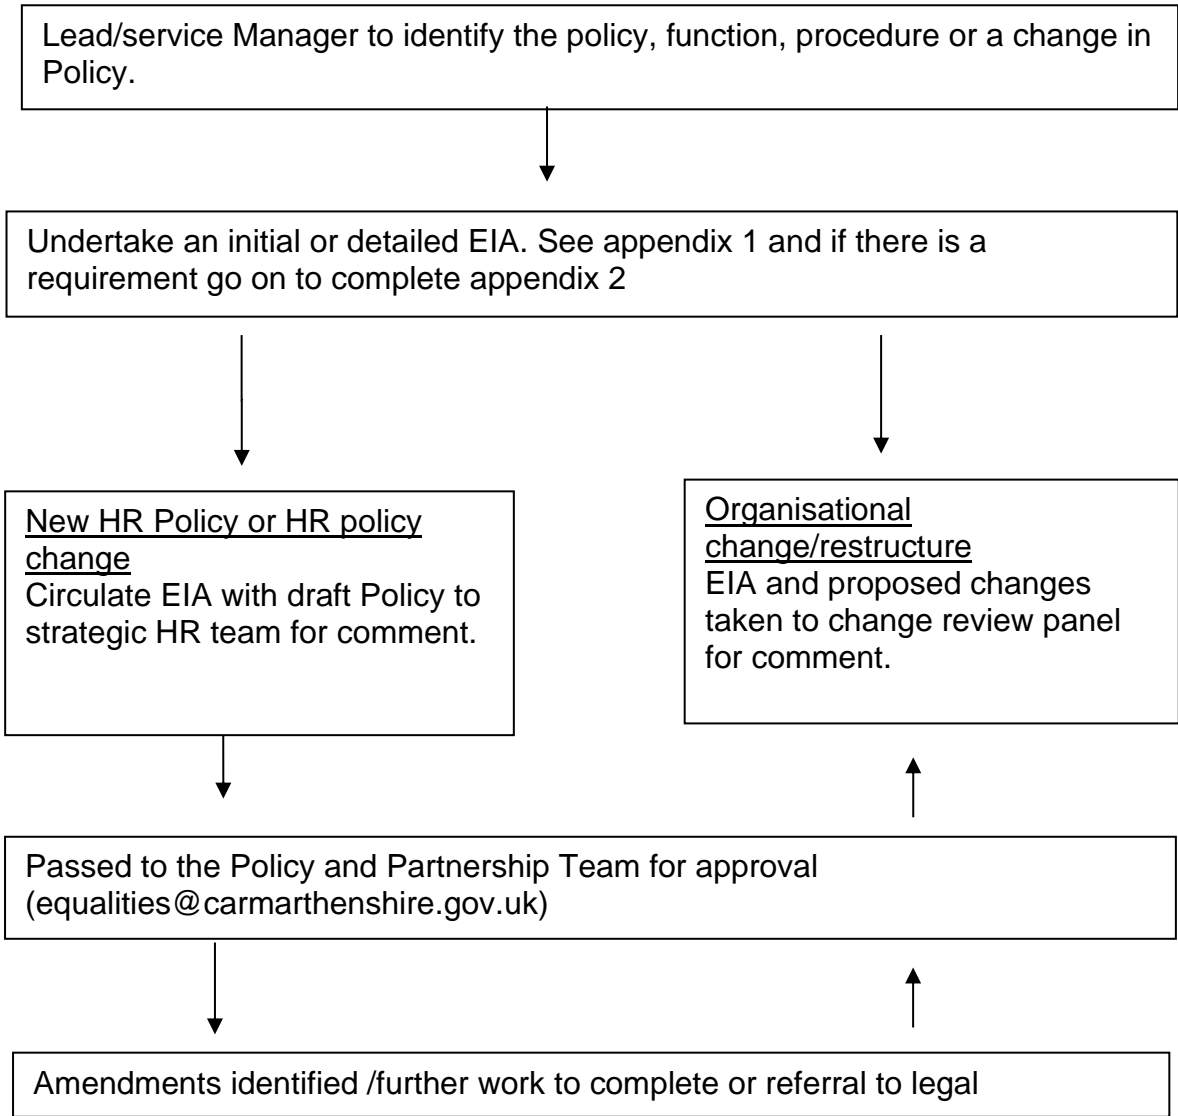 Lead/service Manager to identify the policy, function, procedure or a change in
Policy.
Undertake an initial or detailed EIA. See appendix 1 and if there is a
requirement go on to complete appendix 2
New HR Policy or HR policy
change
Circulate EIA with draft Policy to
strategic HR team for comment.
Organisational
change/restructure
EIA and proposed changes
taken to change review panel
for comment.
Passed to the Policy and Partnership Team for approval
(equalities@carmarthenshire.gov.uk)
Amendments identified /further work to complete or referral to legal